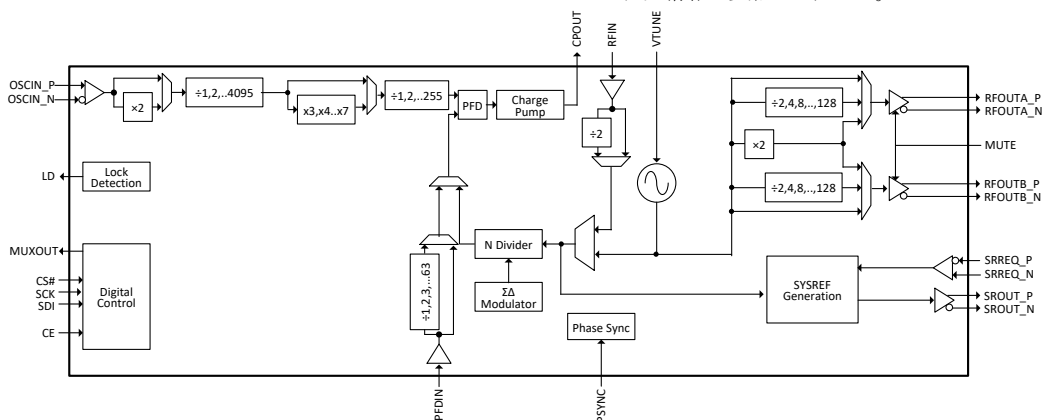 CPOUT
RFIN
VTUNE
OSCIN_P
OSCIN_N
×2
÷1,2,..4095
x3,x4..x7
÷1,2,..255
PFD
Charge
Pump
÷2
÷2,4,8,..,128
×2
÷2,4,8,..,128
RFOUTA_P
RFOUTA_N
MUTE
RFOUTB_P
RFOUTB_N
LD
Lock
Detection
MUXOUT
CS#
SCK
SDI
CE
Digital
Control
÷1,2,3,...63
N Divider
ΣΔ
Modulator
Phase Sync
SYSREF
Generation
SRREQ_P
SRREQ_N
SROUT_P
SROUT_N
PFDIN
PSYNC